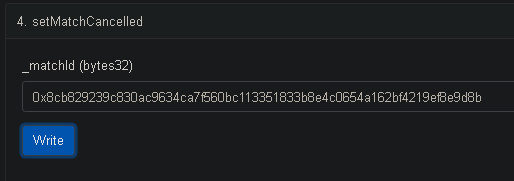 4. setMatchCancelled
_matchId (bytes32)
0x8cb829239c830ac9634ca7f560bc113351833b8e4c0654a162bf4219ef8e9d8b
Write